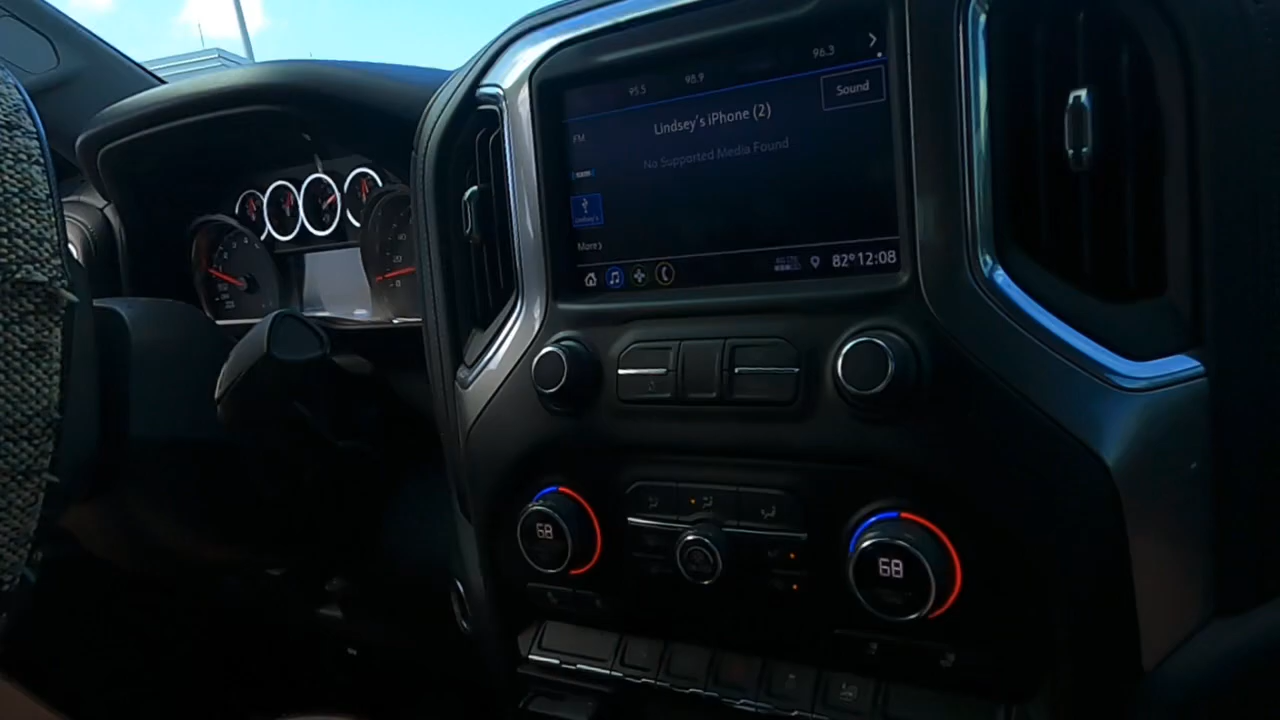 95.5 98.9 96.3
Sound
Lindsey's iPhone (2)
FM
No Supported Media Found
Lindsey's
More
82° 12:08
68
68